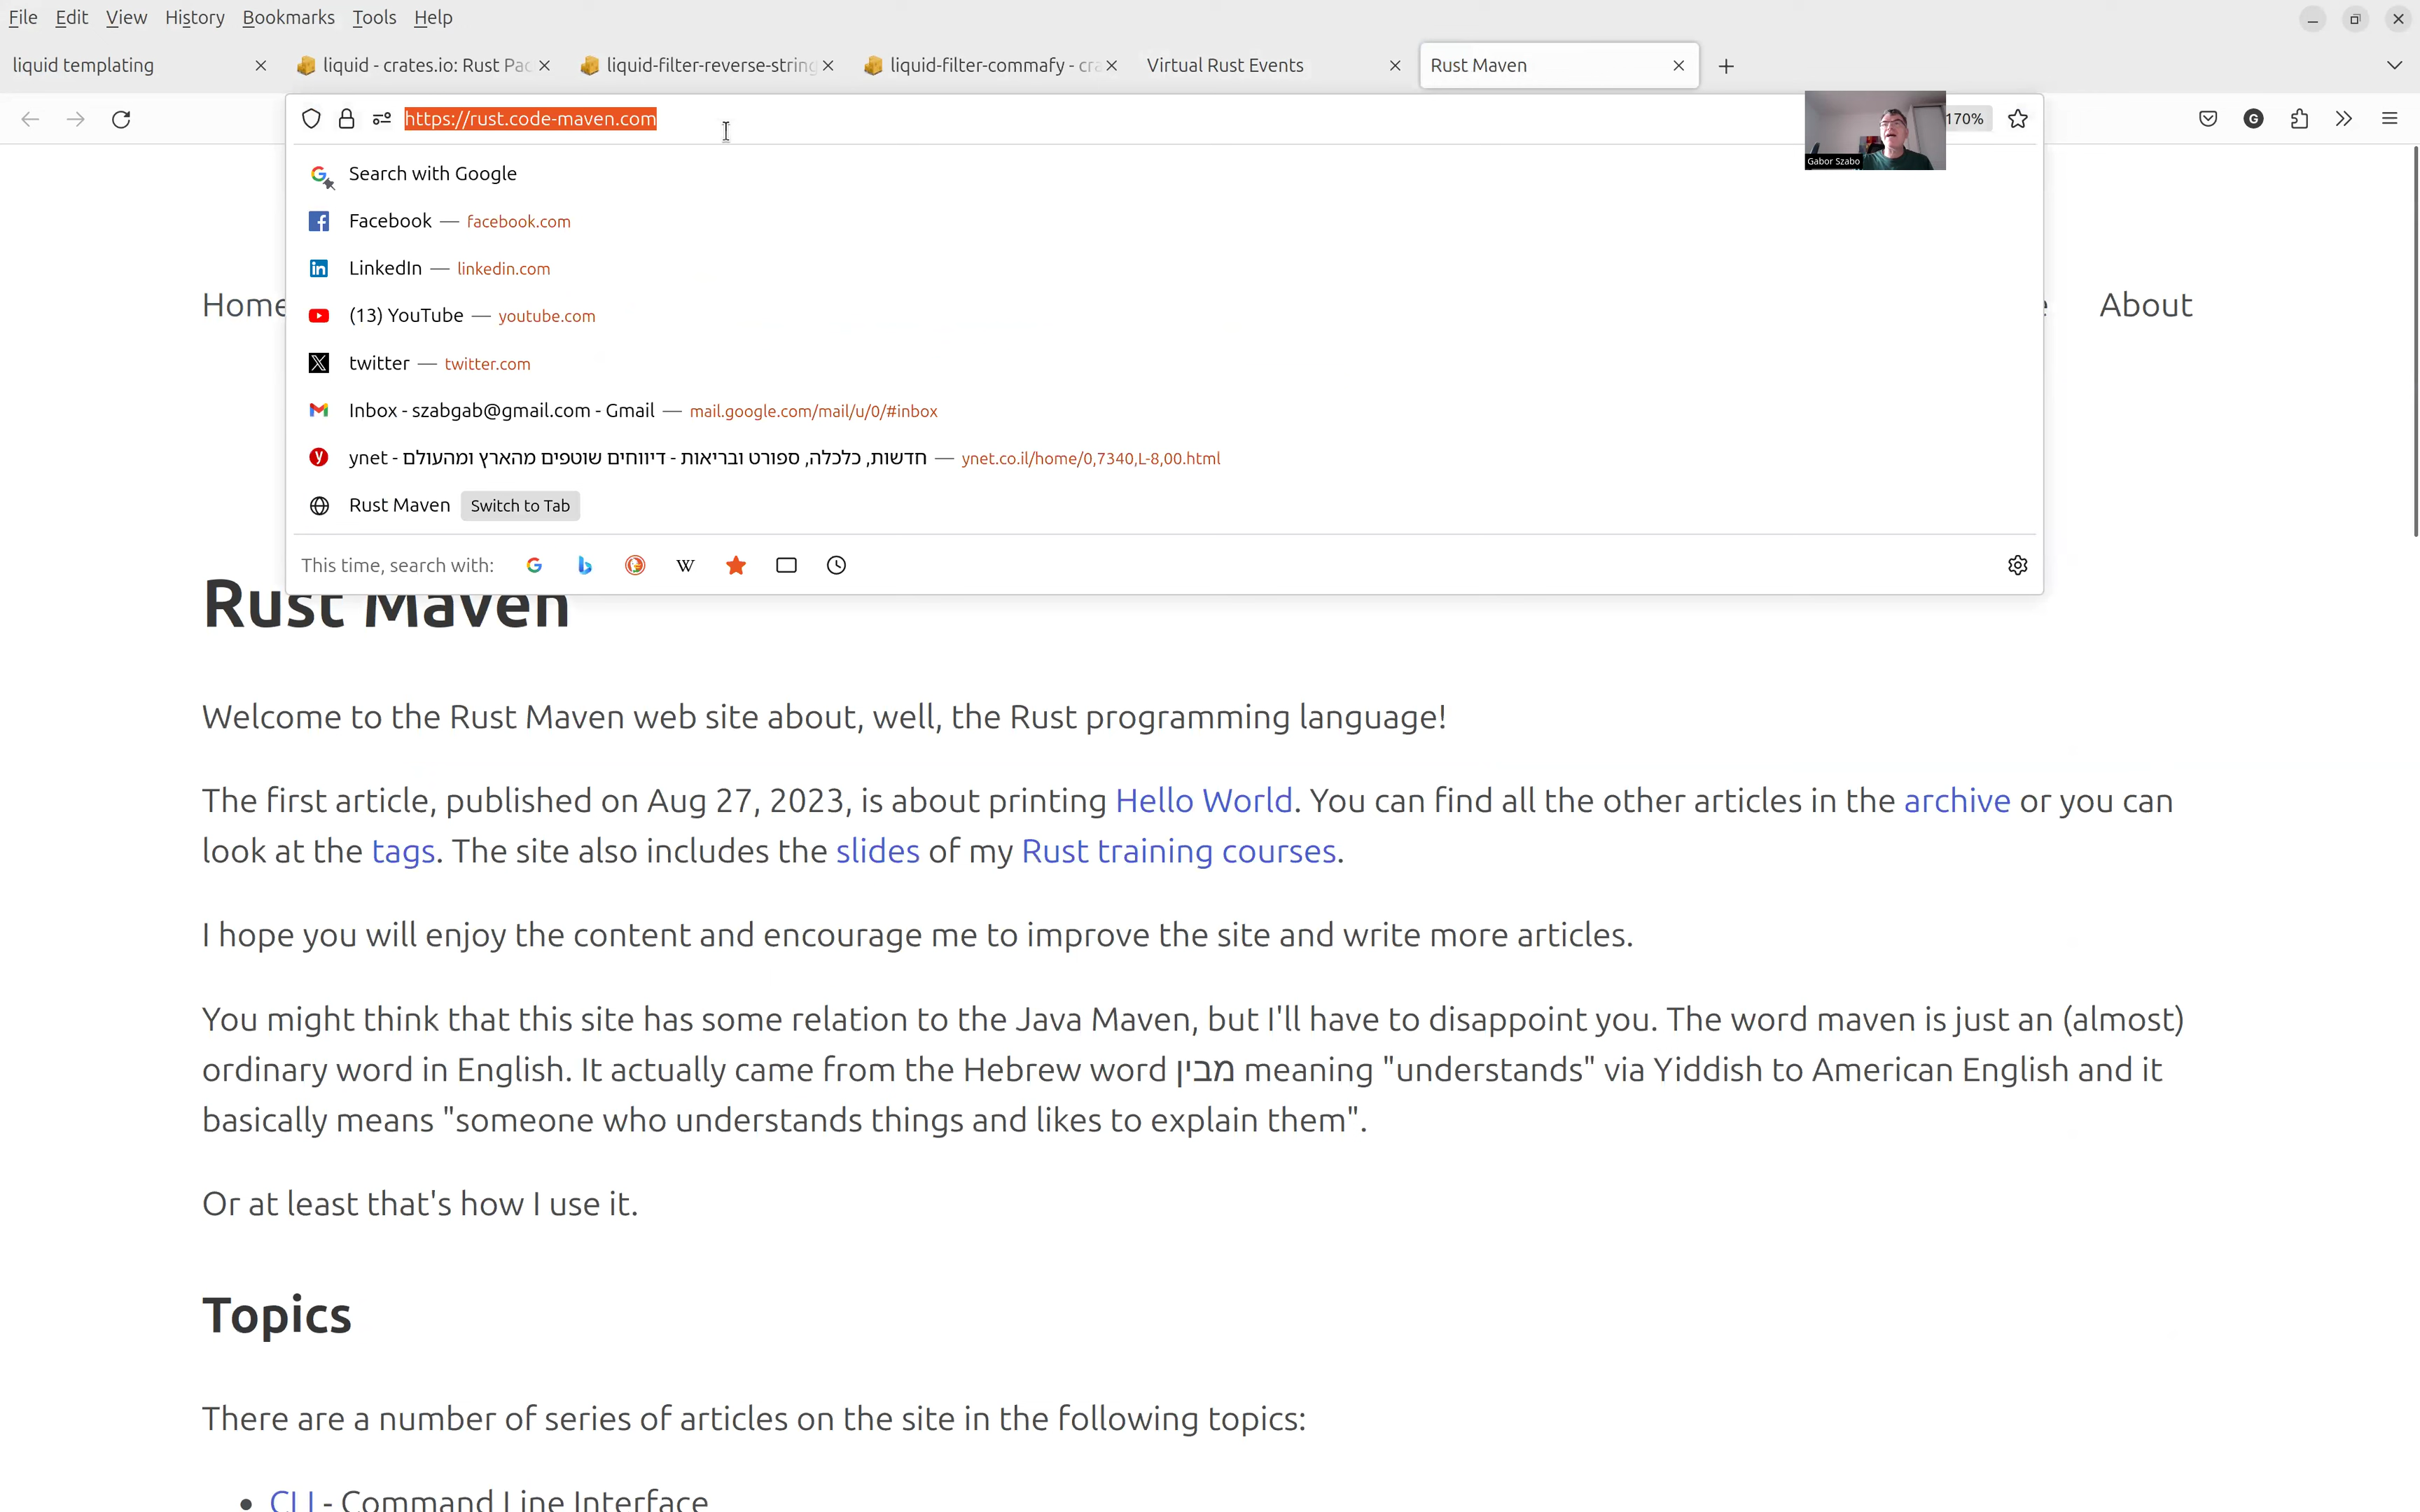 File Edit View History Bookmarks Tools Help
liquid templating
liquid - crates.io: Rust Pac
liquid-filter-reverse-string
liquid-filter-commafy - cra
Virtual Rust Events
Rust Maven
https://rust.code-maven.com
170%
Gabor Szabo
Search with Google
Facebook — facebook.com
LinkedIn — linkedin.com
(13) YouTube — youtube.com
twitter — twitter.com
Inbox - szabgab@gmail.com - Gmail — mail.google.com/mail/u/0/#inbox
ynet - חדשות, כלכלה, ספורט ובריאות - דיווחים שוטפים מהארץ ומהעולם — ynet.co.il/home/0,7340,L-8,00.html
Rust Maven Switch to Tab
This time, search with:
Home
About
Rust Maven
Welcome to the Rust Maven web site about, well, the Rust programming language!
The first article, published on Aug 27, 2023, is about printing Hello World. You can find all the other articles in the archive or you can
look at the tags. The site also includes the slides of my Rust training courses.
I hope you will enjoy the content and encourage me to improve the site and write more articles.
You might think that this site has some relation to the Java Maven, but I'll have to disappoint you. The word maven is just an (almost)
ordinary word in English. It actually came from the Hebrew word מבין meaning "understands" via Yiddish to American English and it
basically means "someone who understands things and likes to explain them".
Or at least that's how I use it.
Topics
There are a number of series of articles on the site in the following topics:
• CLI - Command Line Interface